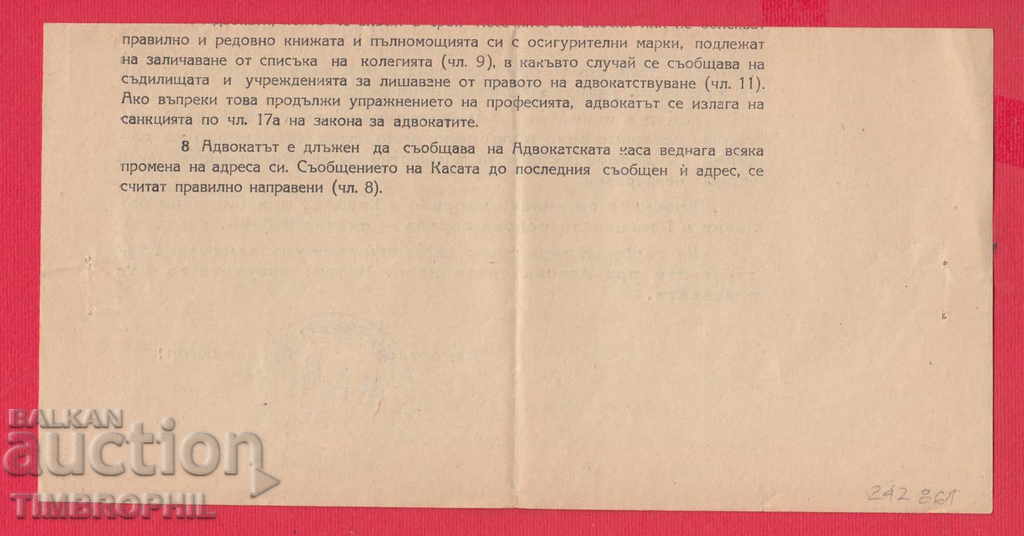 правилно и редовно книжата и пълномощията си с осигурителни марки, подлежат
на заличаване от списъка на колегията (чл. 9), в какъвто случай се съобщава на
съдилищата и учрежденията за лишаване от правото на адвокатствуване (чл. 11).
Ако въпреки това продължи упражнението на професията, адвокатът се излага на
санкцията по чл. 17а на закона за адвокатите.
8. Адвокатът е длъжен да съобщава на Адвокатската каса веднага всяка
промена на адреса си. Съобщението на Касата до последния съобщен ѝ адрес, се
считат правилно направени (чл. 8).
BALKAN
auction
TIMBROPHIL
242 861